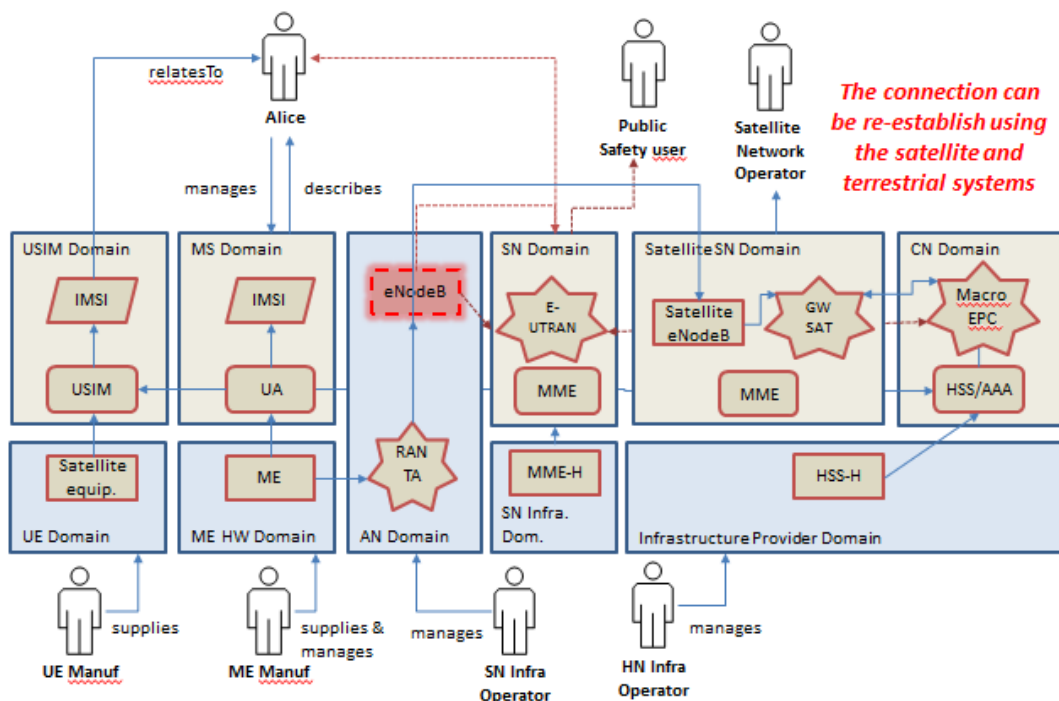 relatesTo
Alice
Public
Safety user
Satellite
Network
Operator
The connection can
be re-establish using
the satellite and
terrestrial systems
manages
describes
USIM Domain
MS Domain
SN Domain
SatelliteSN Domain
CN Domain
IMSI
IMSI
eNodeB
E-
UTRAN
Satellite
eNodeB
GW
SAT
Macro
EPC
USIM
UA
MME
MME
HSS/AAA
Satellite
equip.
ME
RAN
TA
MME-H
HSS-H
SN Infra.
Dom.
UE Domain
ME HW Domain
AN Domain
Infrastructure Provider Domain
supplies
supplies &
manages
manages
manages
UE Manuf
ME Manuf
SN Infra
Operator
HN Infra
Operator